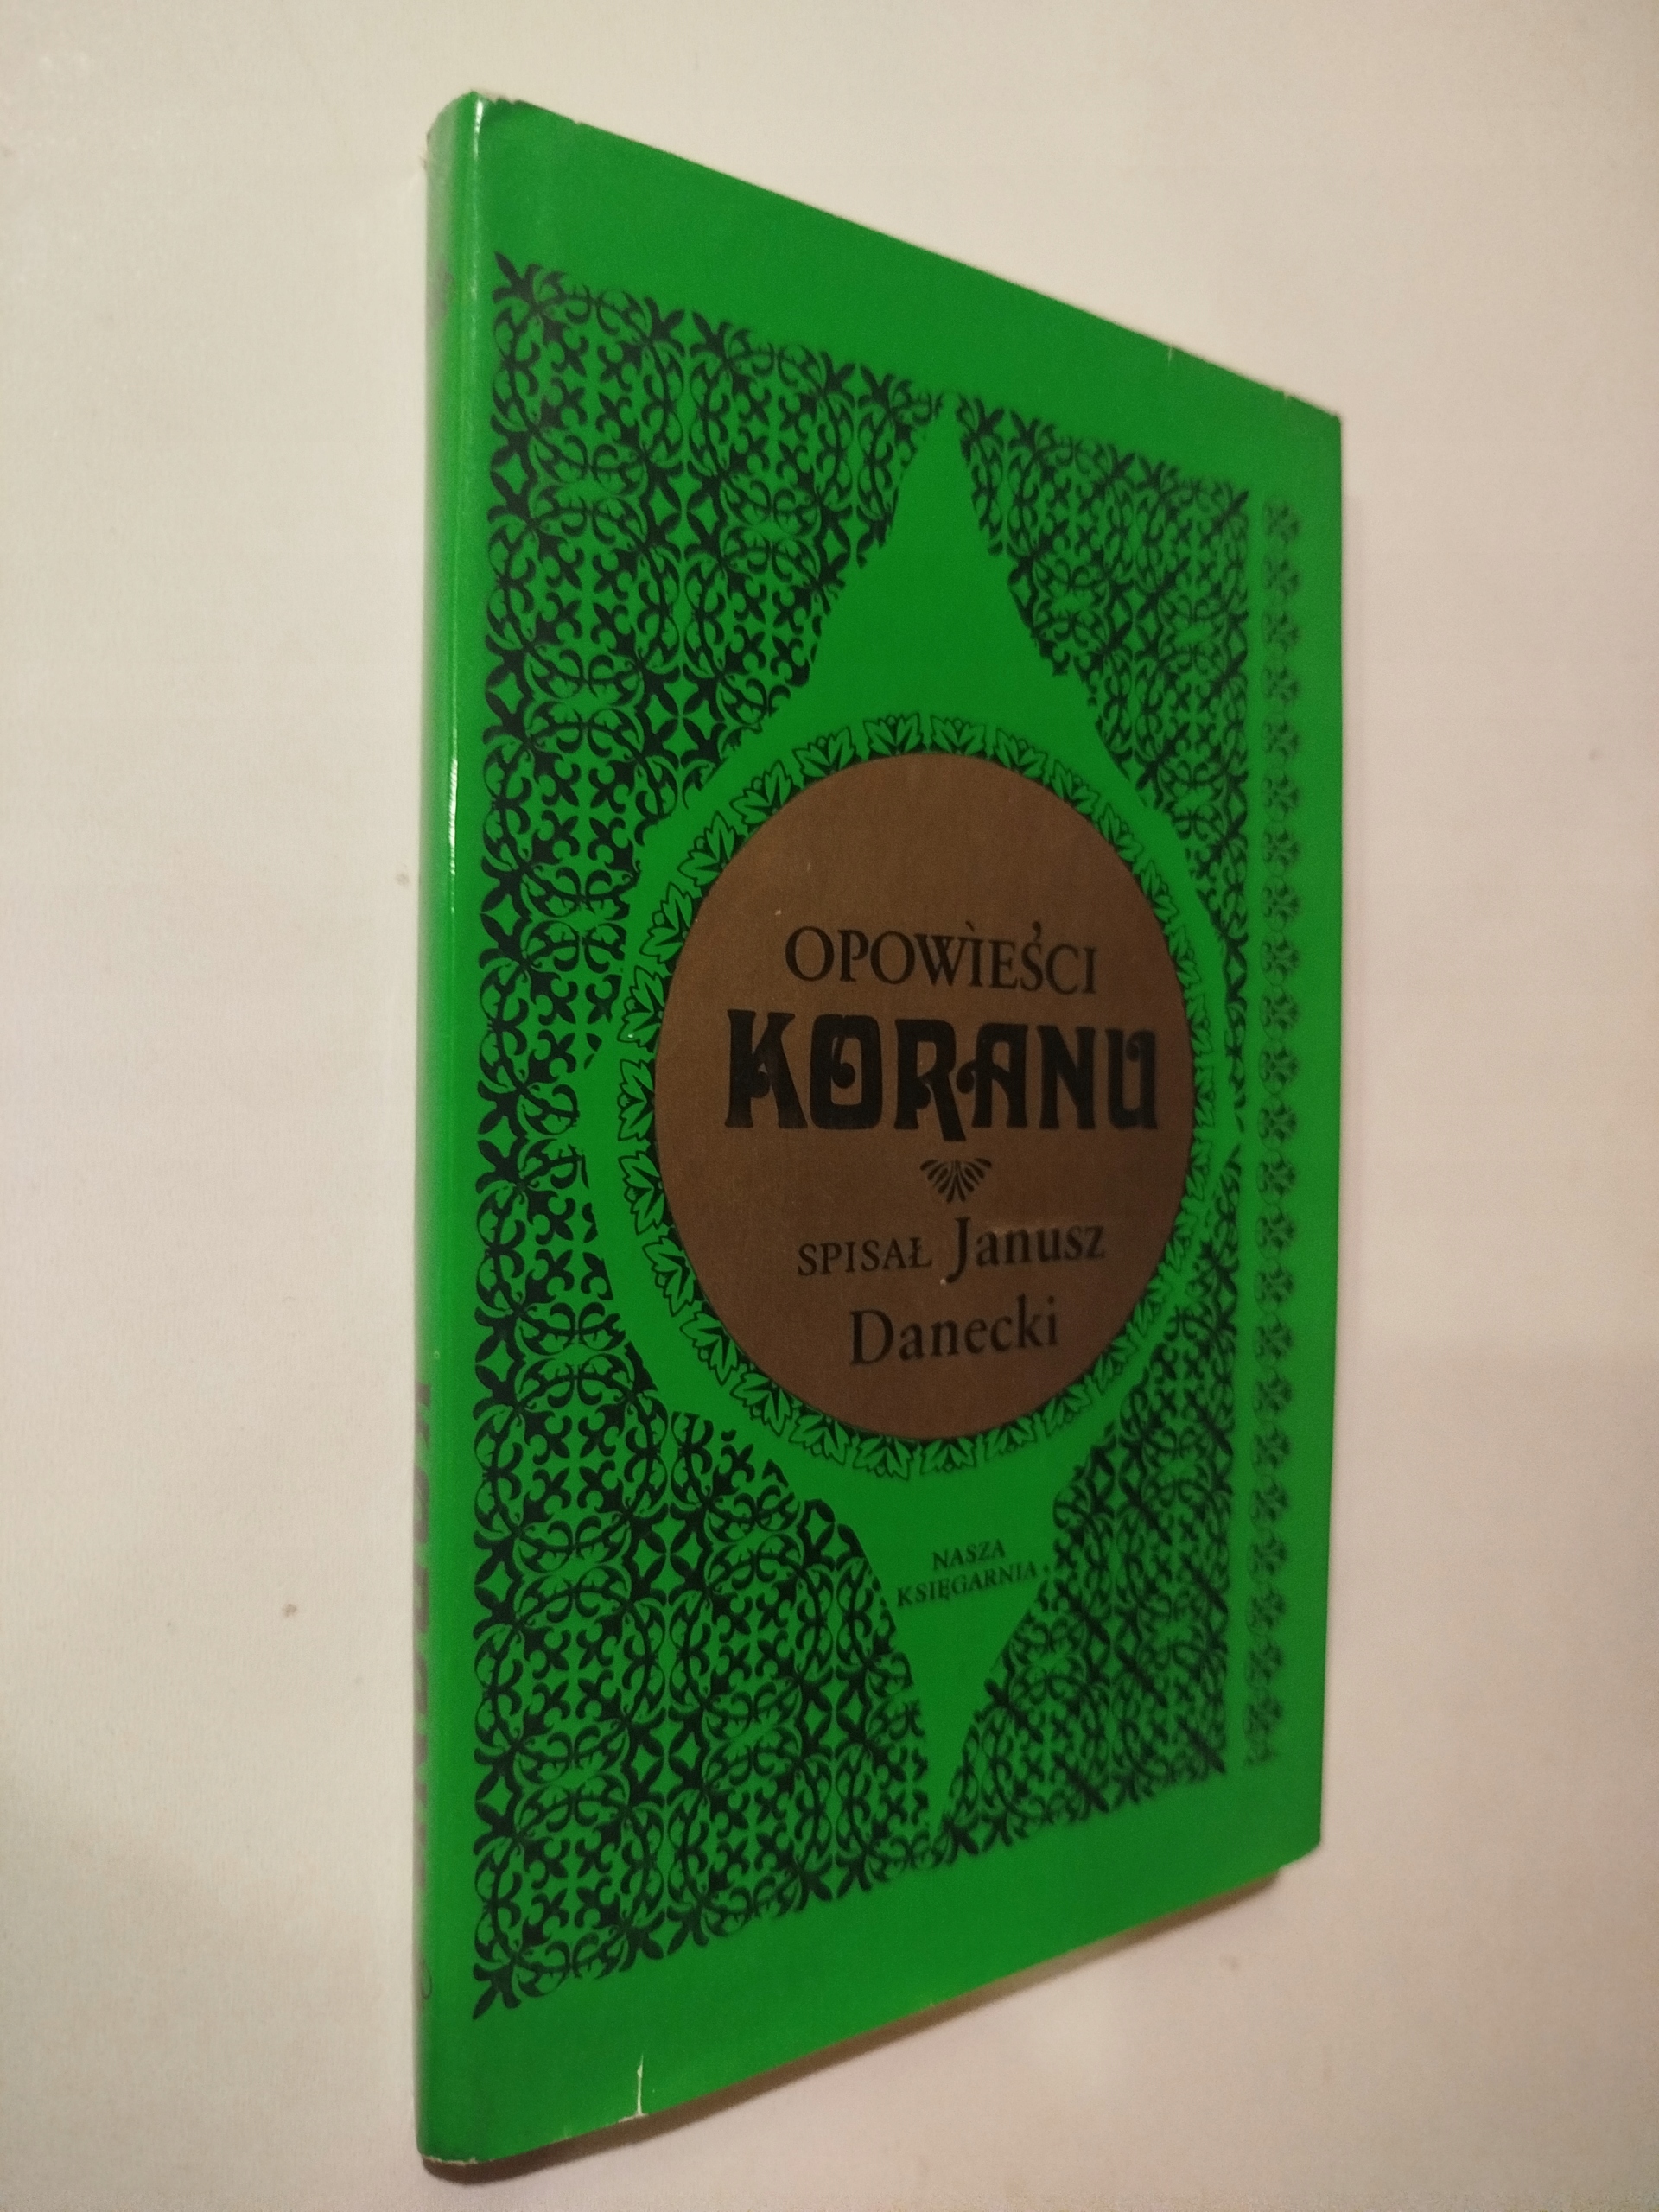 OPOWIEŚCI
KORANU
SPISAŁ Janusz
Danecki
NASZA
KSIĘGARNIA